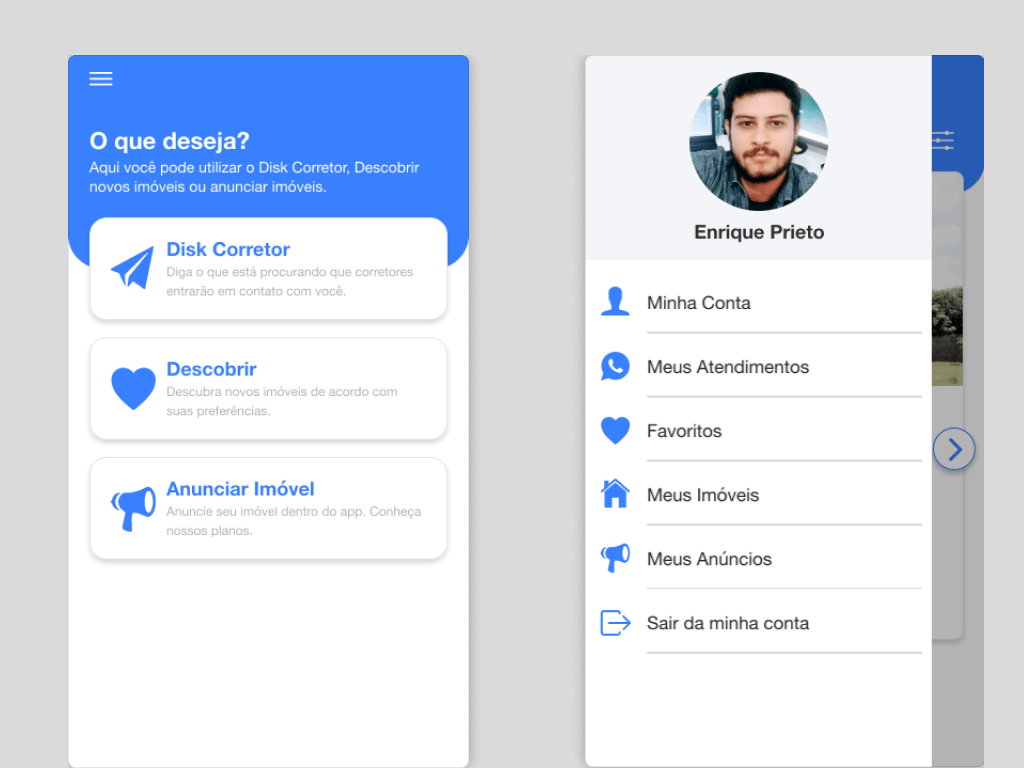 O que deseja?
Aqui você pode utilizar o Disk Corretor, Descobrir
novos imóveis ou anunciar imóveis.
Disk Corretor
Diga o que está procurando que corretores
entrarão em contato com você.
Descobrir
Descubra novos imóveis de acordo com
suas preferências.
Anunciar Imóvel
Anuncie seu imóvel dentro do app. Conheça
nossos planos.
Enrique Prieto
Minha Conta
Meus Atendimentos
Favoritos
Meus Imóveis
Meus Anúncios
Sair da minha conta